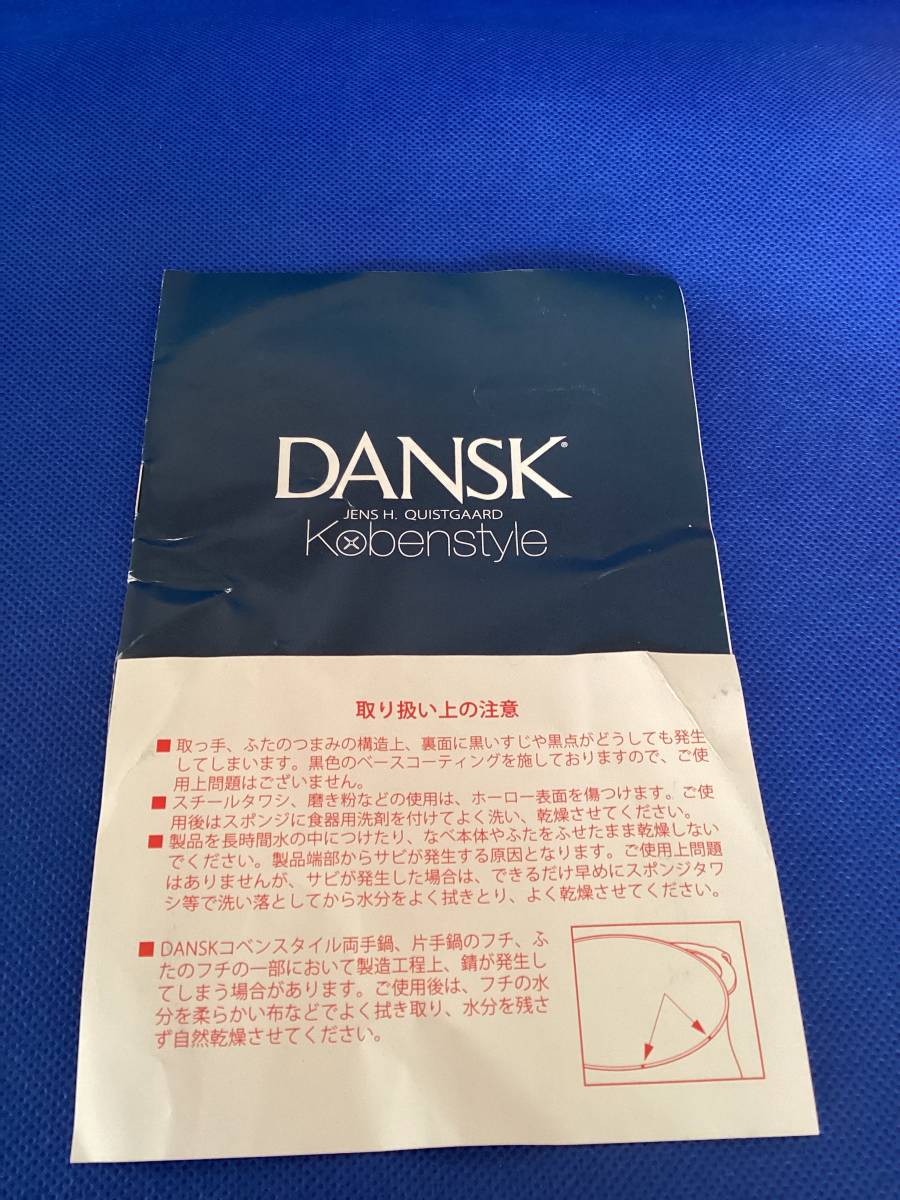 DANSK®
JENS H. QUISTGAARD
Kobenstyle
取り扱い上の注意
■ 取っ手、ふたのつまみの構造上、裏面に黒いすじや黒点がどうしても発生
してしまいます。黒色のベースコーティングを施しておりますので、ご使
用上問題はございません。
■ スチールタワシ、磨き粉などの使用は、ホーロー表面を傷つけます。ご使
用後はスポンジに食器用洗剤を付けてよく洗い、乾燥させてください。
■ 製品を長時間水の中につけたり、なべ本体やふたをふせたまま乾燥しない
でください。製品端部からサビが発生する原因となります。ご使用上問題
はありませんが、サビが発生した場合は、できるだけ早めにスポンジタワ
シ等で洗い落としてから水分をよく拭きとり、よく乾燥させてください。
■ DANSKコベンスタイル両手鍋、片手鍋のフチ、ふ
たのフチの一部において製造工程上、錆が発生し
てしまう場合があります。ご使用後は、フチの水
分を柔らかい布などでよく拭き取り、水分を残さ
ず自然乾燥させてください。